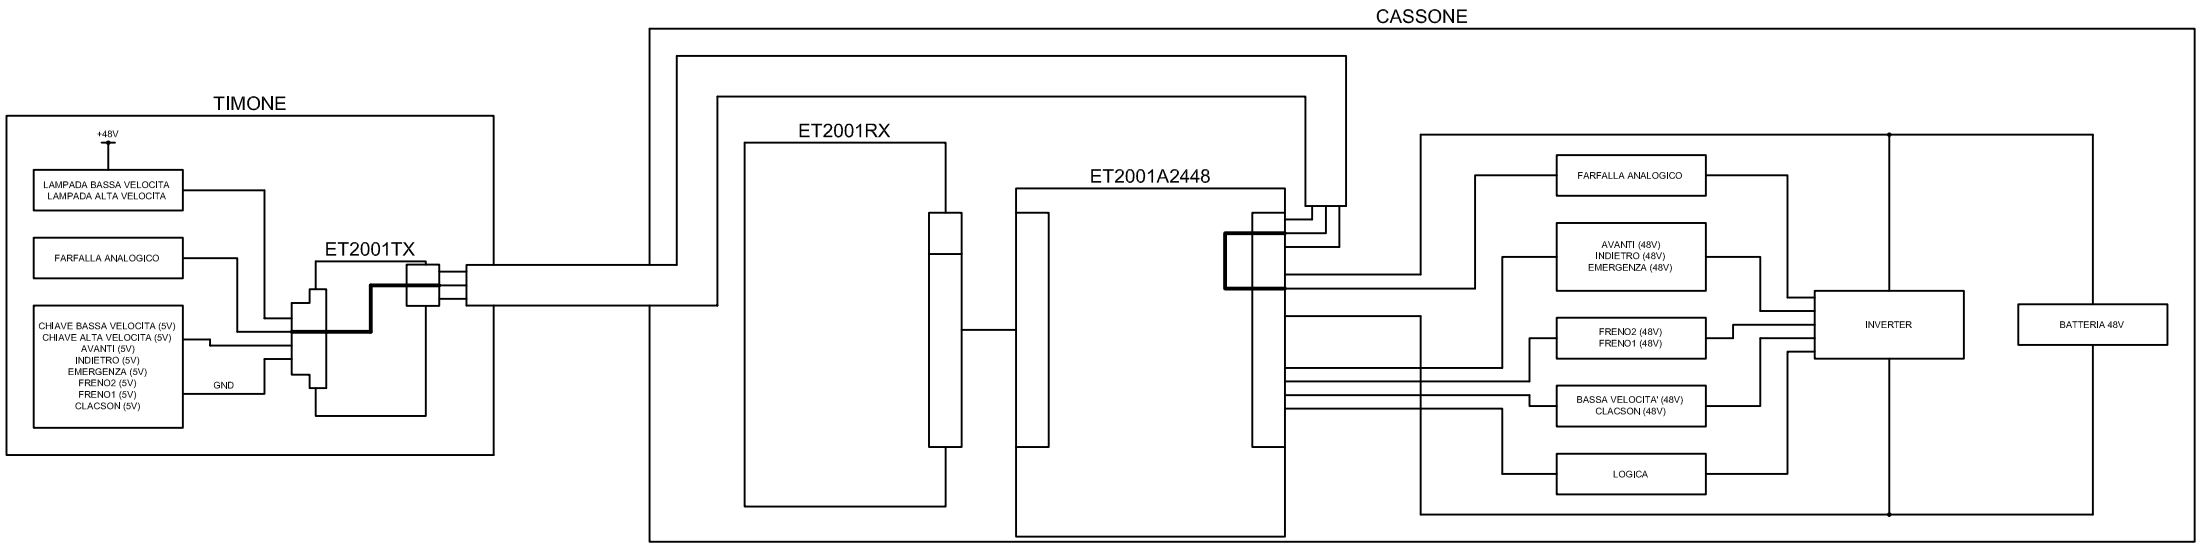 CASSONE
TIMONE
+48V
LAMPADA BASSA VELOCITA
LAMPADA ALTA VELOCITA
FARFALLA ANALOGICO
ET2001TX
CHIAVE BASSA VELOCITA (5V)
CHIAVE ALTA VELOCITA (5V)
AVANTI (5V)
INDIETRO (5V)
EMERGENZA (5V)
FRENO2 (5V)
FRENO1 (5V)
CLACSON (5V)
GND
ET2001RX
ET2001A2448
FARFALLA ANALOGICO
AVANTI (48V)
INDIETRO (48V)
EMERGENZA (48V)
FRENO2 (48V)
FRENO1 (48V)
BASSA VELOCITA' (48V)
CLACSON (48V)
LOGICA
INVERTER
BATTERIA 48V